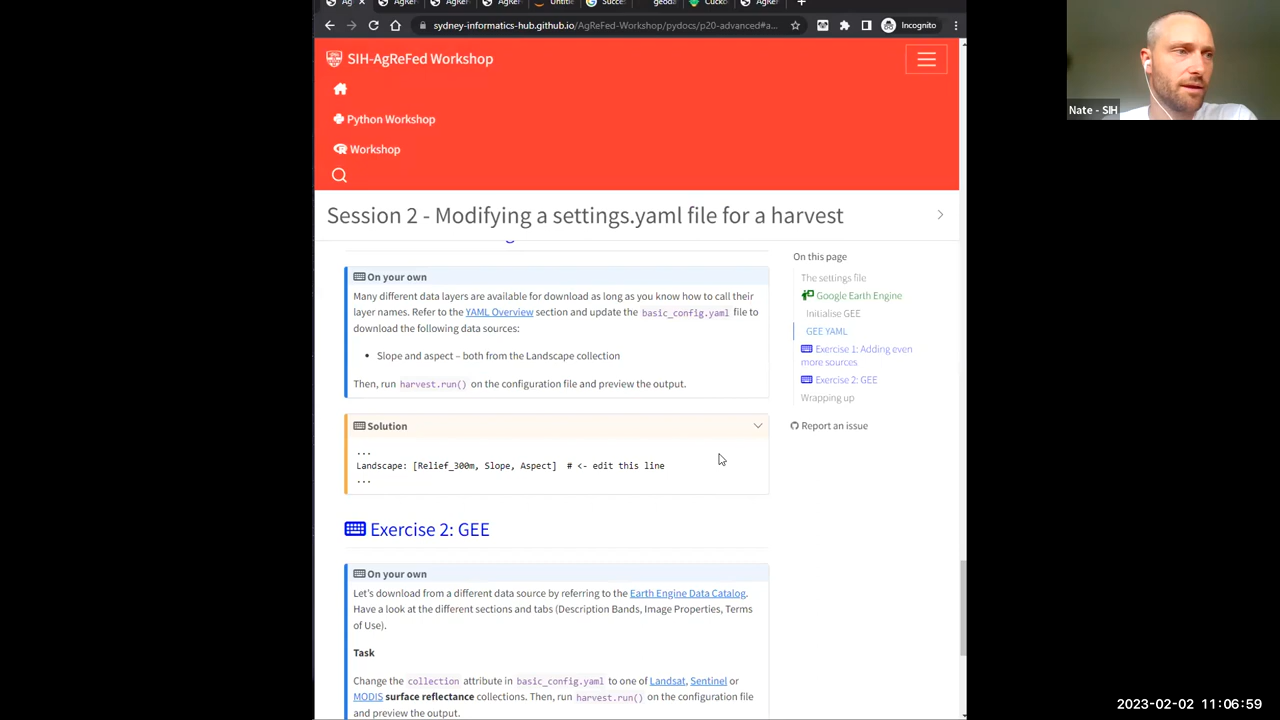 Ag
AgRef
AgRef
AgRef
Untitl
Succe
geod
Cucko
AgRef
sydney-informatics-hub.github.io/AgReFed-Workshop/pydocs/p20-advanced#a...
Incognito
SIH-AgReFed Workshop
Python Workshop
Workshop
Session 2 - Modifying a settings.yaml file for a harvest
On your own
Many different data layers are available for download as long as you know how to call their
layer names. Refer to the YAML Overview section and update the basic_config.yaml file to
download the following data sources:
• Slope and aspect – both from the Landscape collection
Then, run harvest.run() on the configuration file and preview the output.
Solution
...
Landscape: [Relief_300m, Slope, Aspect] # <- edit this line
...
Exercise 2: GEE
On your own
Let's download from a different data source by referring to the Earth Engine Data Catalog.
Have a look at the different sections and tabs (Description Bands, Image Properties, Terms
of Use).
Task
Change the collection attribute in basic_config.yaml to one of Landsat, Sentinel or
MODIS surface reflectance collections. Then, run harvest.run() on the configuration file
and preview the output.
On this page
The settings file
Google Earth Engine
Initialise GEE
GEE YAML
Exercise 1: Adding even
more sources
Exercise 2: GEE
Wrapping up
Report an issue
Nate - SIH
2023-02-02 11:06:59